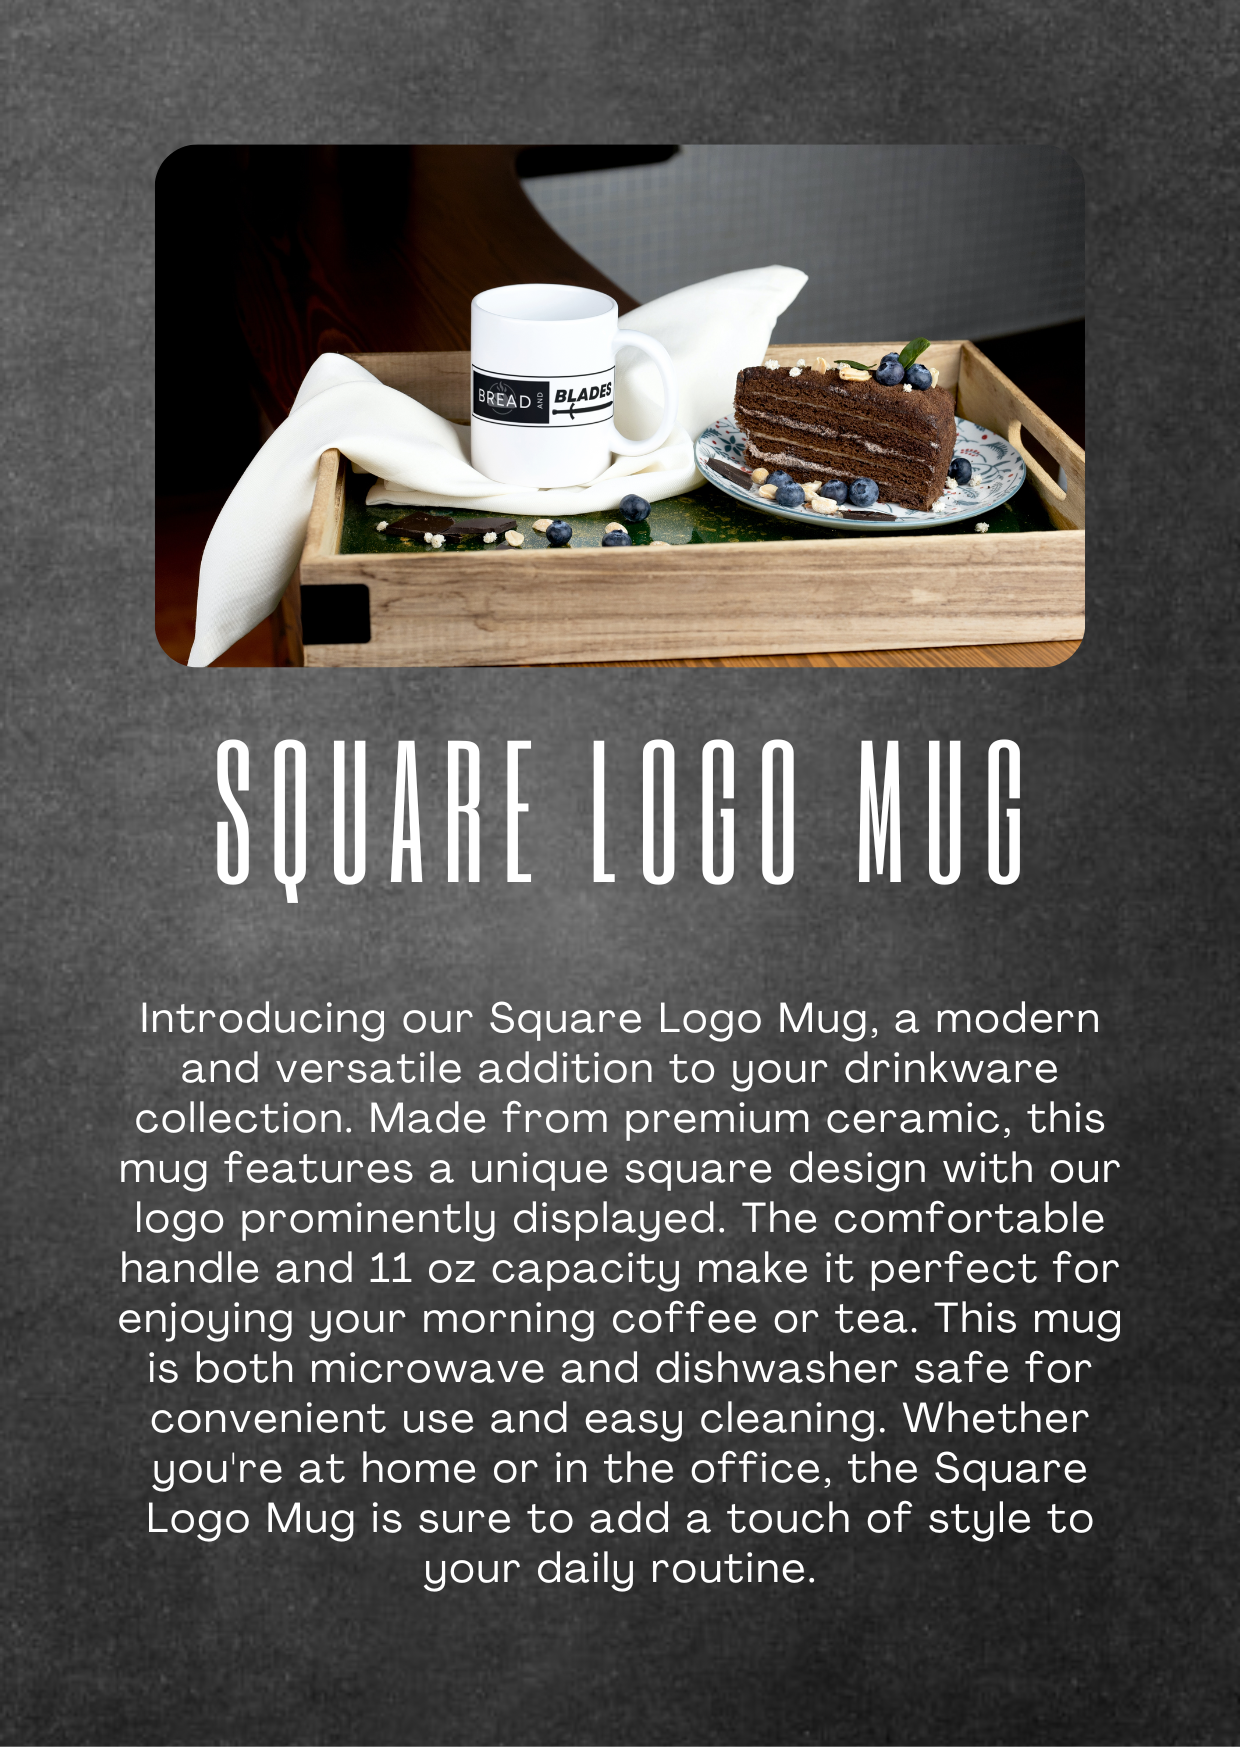 BREAD AND BLADES
SQUARE LOGO MUG
Introducing our Square Logo Mug, a modern
and versatile addition to your drinkware
collection. Made from premium ceramic, this
mug features a unique square design with our
logo prominently displayed. The comfortable
handle and 11 oz capacity make it perfect for
enjoying your morning coffee or tea. This mug
is both microwave and dishwasher safe for
convenient use and easy cleaning. Whether
you're at home or in the office, the Square
Logo Mug is sure to add a touch of style to
your daily routine.